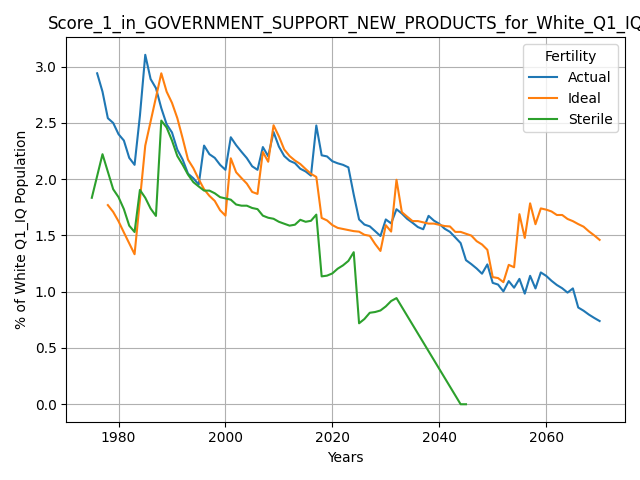 Score_1_in_GOVERNMENT_SUPPORT_NEW_PRODUCTS_for_White_Q1_IQ
% of White Q1_IQ Population
3.0
2.5
2.0
1.5
1.0
0.5
0.0
Fertility
Actual
Ideal
Sterile
1980
2000
2020
2040
2060
Years